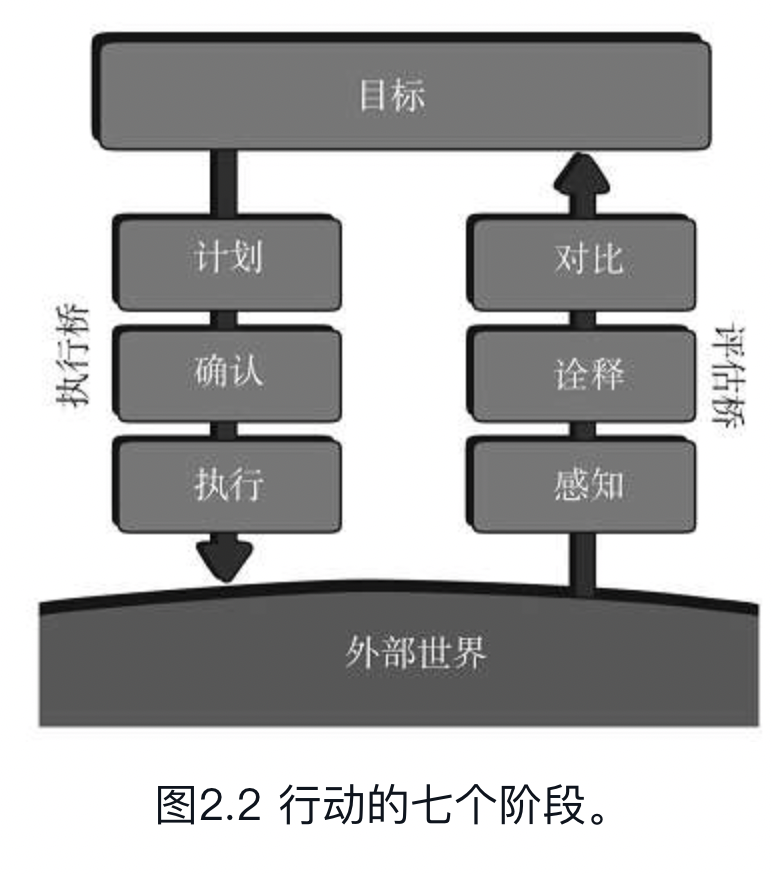 目标
计划
确认
执行
执行桥
对比
诠释
感知
评估桥
外部世界
图2.2 行动的七个阶段。